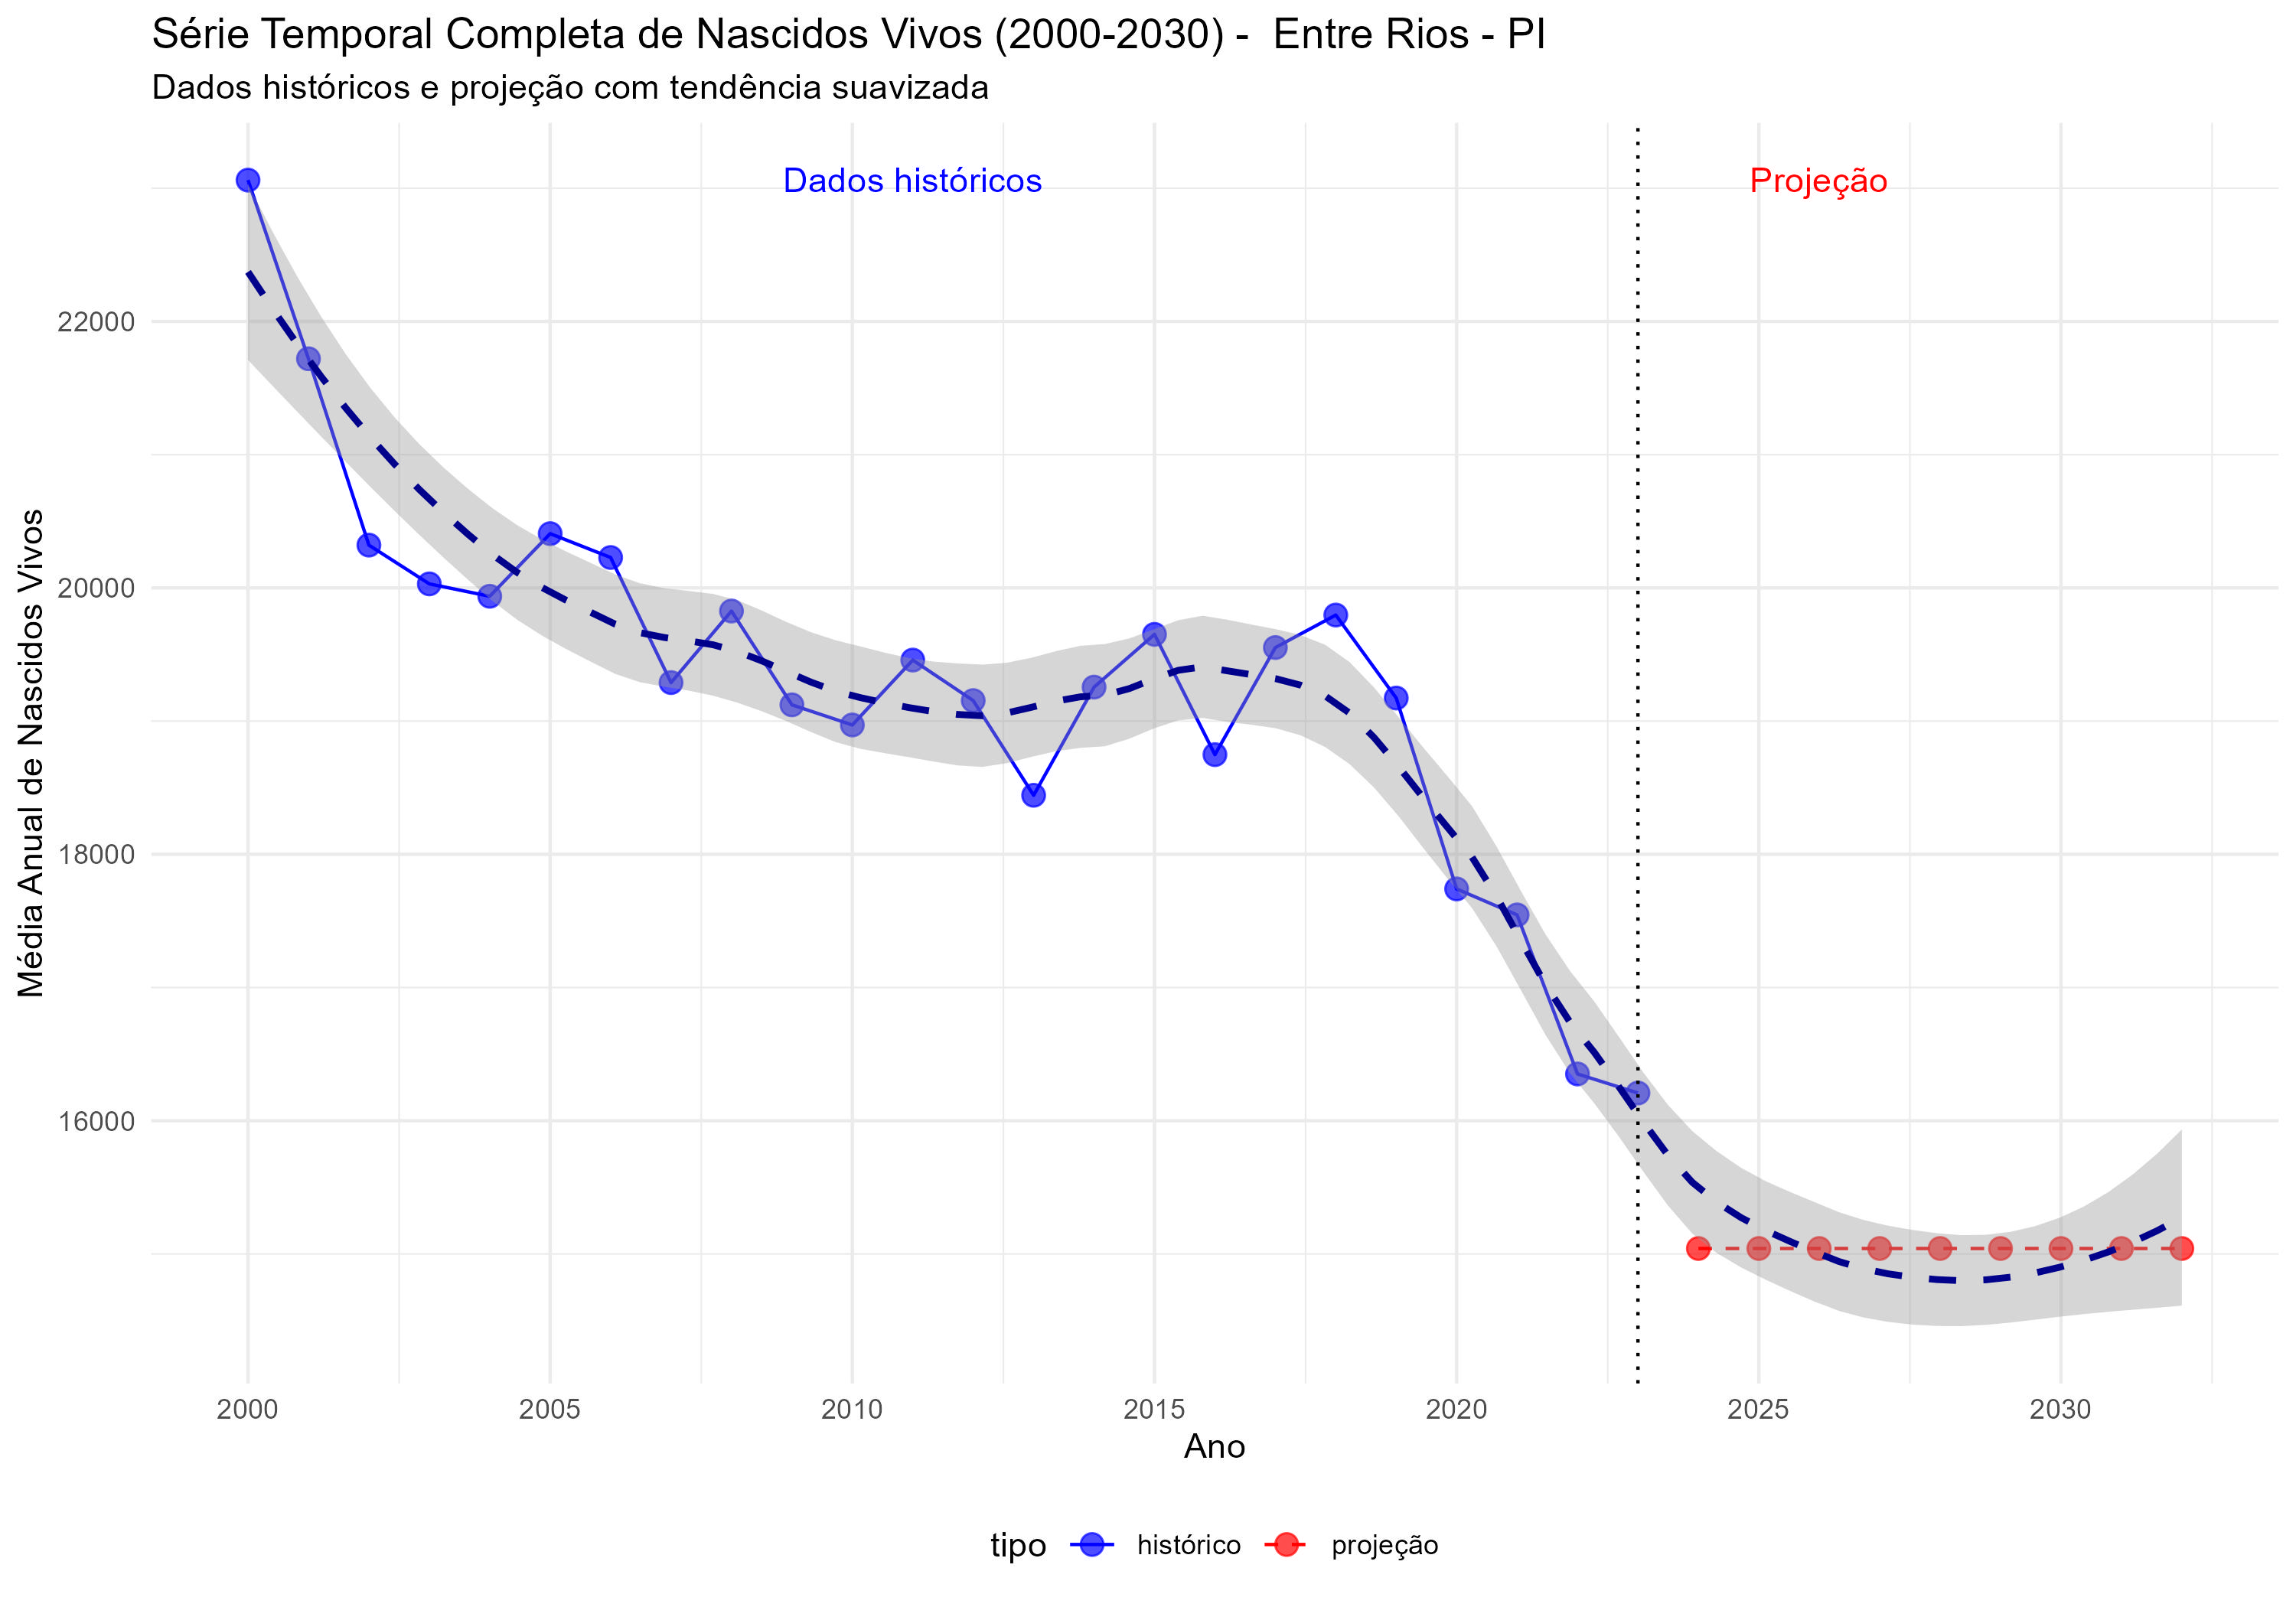 Série Temporal Completa de Nascidos Vivos (2000-2030) -  Entre Rios - PI
Dados históricos e projeção com tendência suavizada
Dados históricos
Projeção
Média Anual de Nascidos Vivos
22000
20000
18000
16000
2000
2005
2010
2015
2020
2025
2030
Ano
tipo histórico projeção